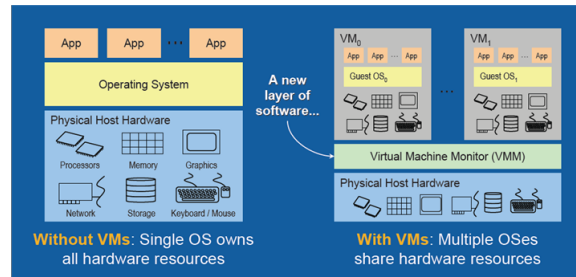 App App ... App
Operating System
Physical Host Hardware
Processors Memory Graphics
Network Storage Keyboard / Mouse
Without VMs: Single OS owns
all hardware resources
A new
layer of
software...
VM0 VM1
App App ... App App App ... App
Guest OS0 ... Guest OS1
Virtual Machine Monitor (VMM)
Physical Host Hardware
With VMs: Multiple OSes
share hardware resources